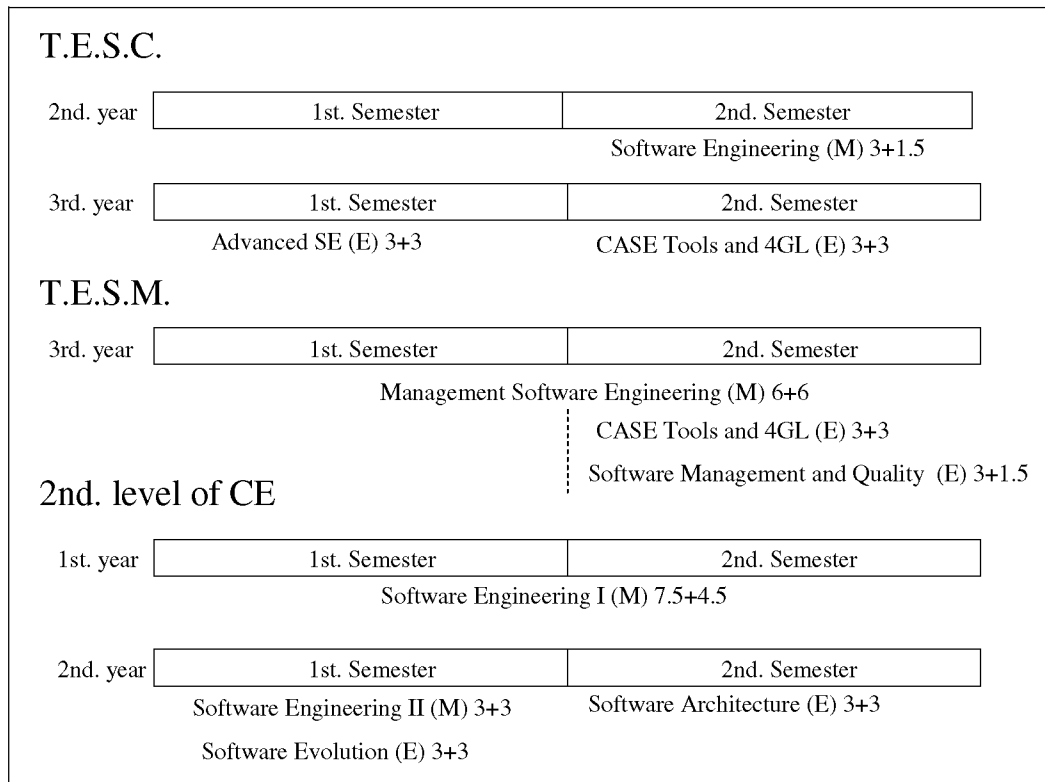 T.E.S.C.
2nd. year 1st. Semester 2nd. Semester
Software Engineering (M) 3+1.5
3rd. year 1st. Semester 2nd. Semester
Advanced SE (E) 3+3 CASE Tools and 4GL (E) 3+3
T.E.S.M.
3rd. year 1st. Semester 2nd. Semester
Management Software Engineering (M) 6+6
CASE Tools and 4GL (E) 3+3
Software Management and Quality (E) 3+1.5
2nd. level of CE
1st. year 1st. Semester 2nd. Semester
Software Engineering I (M) 7.5+4.5
2nd. year 1st. Semester 2nd. Semester
Software Engineering II (M) 3+3 Software Architecture (E) 3+3
Software Evolution (E) 3+3